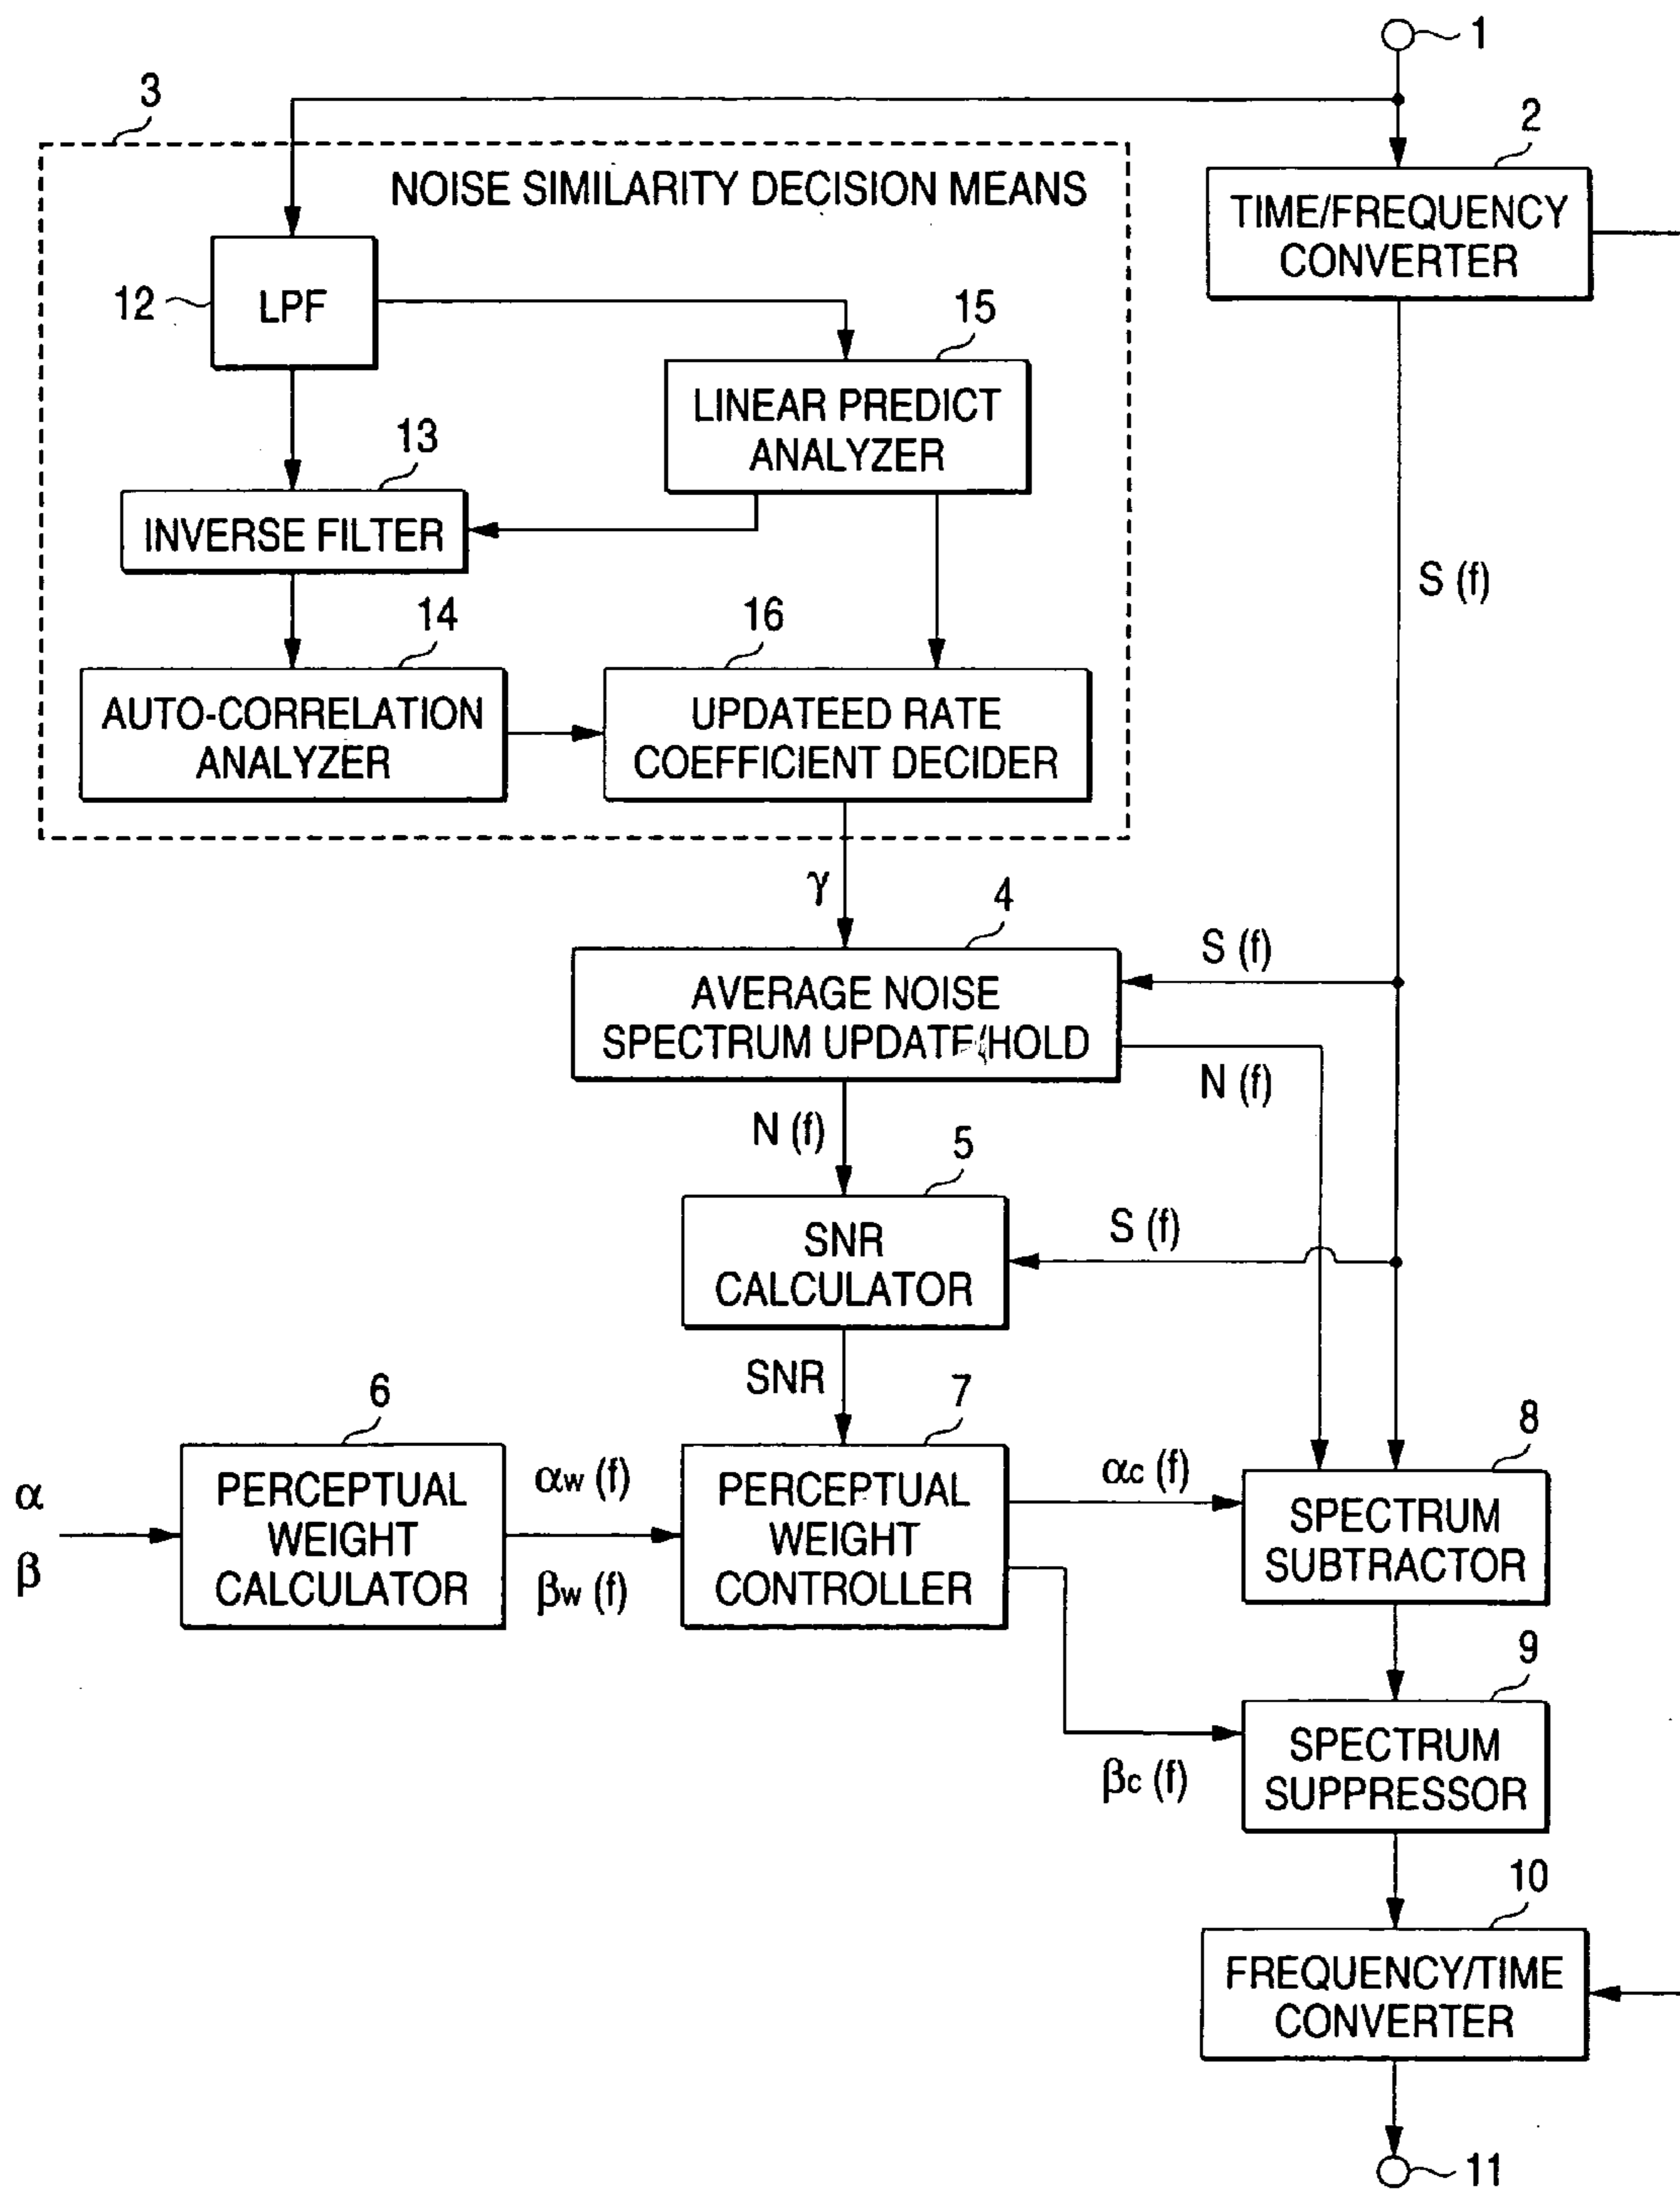 1
3
2
NOISE SIMILARITY DECISION MEANS
TIME/FREQUENCY
CONVERTER
12
LPF
15
LINEAR PREDICT
ANALYZER
13
INVERSE FILTER
S (f)
14
16
AUTO-CORRELATION
ANALYZER
UPDATEED RATE
COEFFICIENT DECIDER
γ
4
S (f)
AVERAGE NOISE
SPECTRUM UPDATE/HOLD
N (f)
N (f)
5
S (f)
SNR
CALCULATOR
SNR
6
7
8
α
β
PERCEPTUAL
WEIGHT
CALCULATOR
αw (f)
βw (f)
PERCEPTUAL
WEIGHT
CONTROLLER
αc (f)
SPECTRUM
SUBTRACTOR
9
βc (f)
SPECTRUM
SUPPRESSOR
10
FREQUENCY/TIME
CONVERTER
11